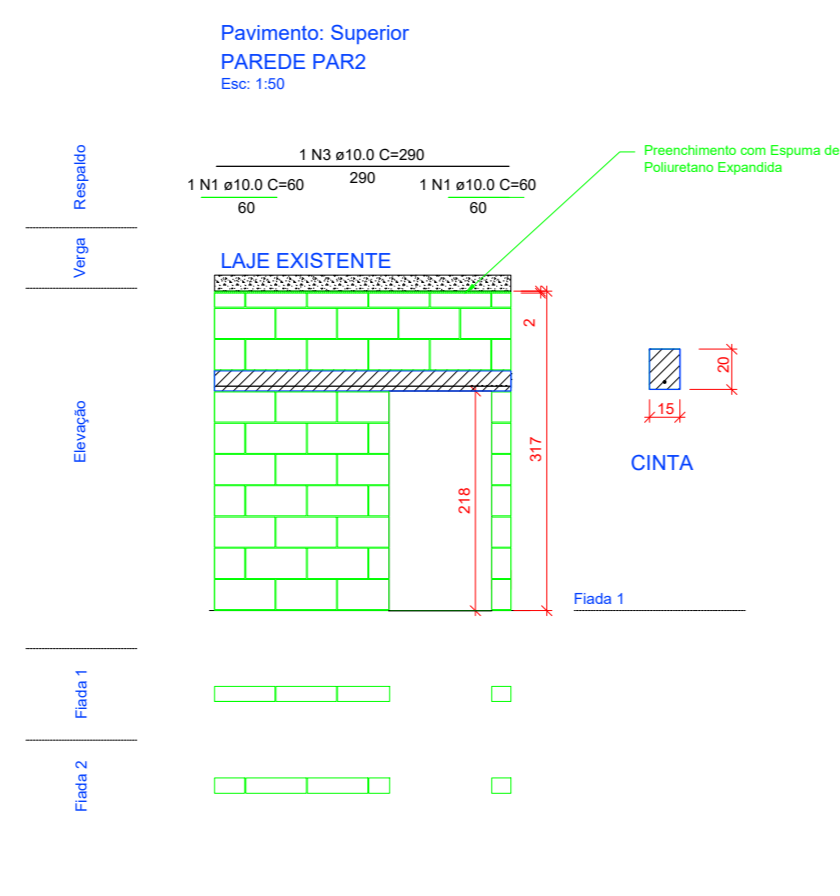 Pavimento: Superior
PAREDE PAR2
Esc: 1:50
Respaldo
1 N3 ø10.0 C=290
290
1 N1 ø10.0 C=60
60
1 N1 ø10.0 C=60
60
Preenchimento com Espuma de
Poliuretano Expandida
Verga
LAJE EXISTENTE
2
20
15
CINTA
Elevação
317
218
Fiada 1
Fiada 1
Fiada 2